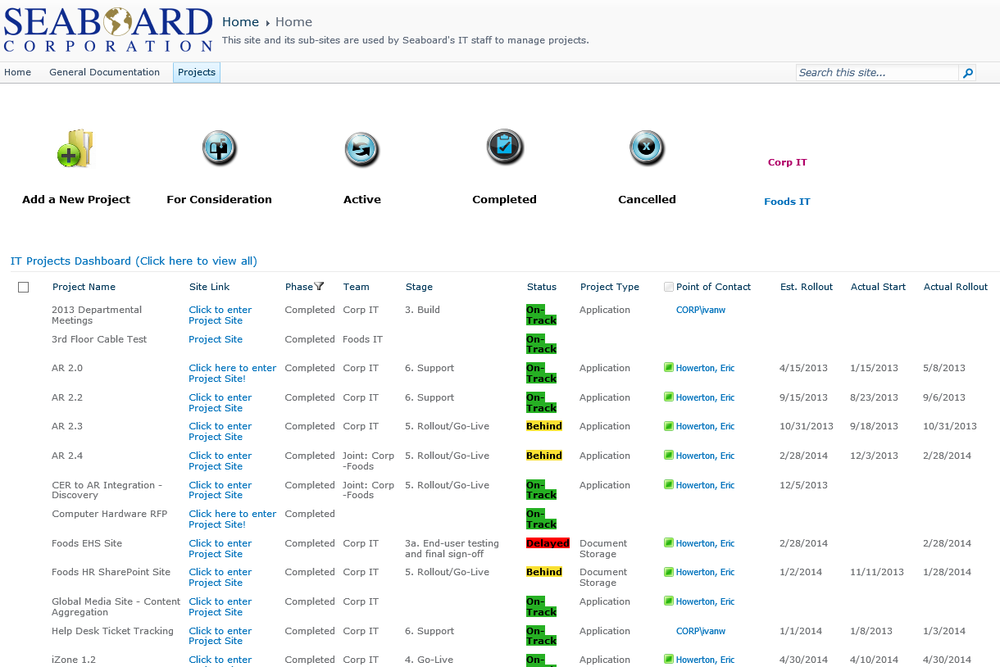 SEABOARD
CORPORATION
Home ▸ Home
This site and its sub-sites are used by Seaboard's IT staff to manage projects.
Home General Documentation Projects Search this site...
Add a New Project For Consideration Active Completed Cancelled
Corp IT
Foods IT
IT Projects Dashboard (Click here to view all)
Project Name Site Link Phase Team Stage Status Project Type Point of Contact Est. Rollout Actual Start Actual Rollout
2013 Departmental Click to enter Completed Corp IT 3. Build On- Application CORP\ivanw
Meetings Project Site Track
3rd Floor Cable Test Project Site Completed Foods IT On-
Track
AR 2.0 Click here to enter Completed Corp IT 6. Support On- Application Howerton, Eric 4/15/2013 1/15/2013 5/8/2013
Project Site! Track
AR 2.2 Click to enter Completed Corp IT 6. Support On- Application Howerton, Eric 9/15/2013 8/23/2013 9/6/2013
Project Site Track
AR 2.3 Click to enter Completed Corp IT 5. Rollout/Go-Live Behind Application Howerton, Eric 10/31/2013 9/18/2013 10/31/2013
Project Site
AR 2.4 Click to enter Completed Joint: Corp 5. Rollout/Go-Live Behind Application Howerton, Eric 2/28/2014 12/3/2013 2/28/2014
Project Site -Foods
CER to AR Integration - Click to enter Completed Joint: Corp 5. Rollout/Go-Live On- Application Howerton, Eric 12/5/2013
Discovery Project Site -Foods Track
Computer Hardware RFP Click here to enter Completed On-
Project Site! Track
Foods EHS Site Click to enter Completed Corp IT 3a. End-user testing Delayed Document Howerton, Eric 2/28/2014 2/28/2014
Project Site and final sign-off Storage
Foods HR SharePoint Site Click to enter Completed Corp IT 5. Rollout/Go-Live Behind Document Howerton, Eric 1/2/2014 11/11/2013 1/28/2014
Project Site Storage
Global Media Site - Content Click to enter Completed Corp IT On- Application Howerton, Eric
Aggregation Project Site Track
Help Desk Ticket Tracking Click to enter Completed Corp IT 6. Support On- Application CORP\ivanw 1/1/2014 1/8/2013 1/3/2014
Project Site Track
iZone 1.2 Click to enter Completed Corp IT 4. Go-Live On- Application Howerton, Eric 4/30/2014 4/10/2014 4/30/2014